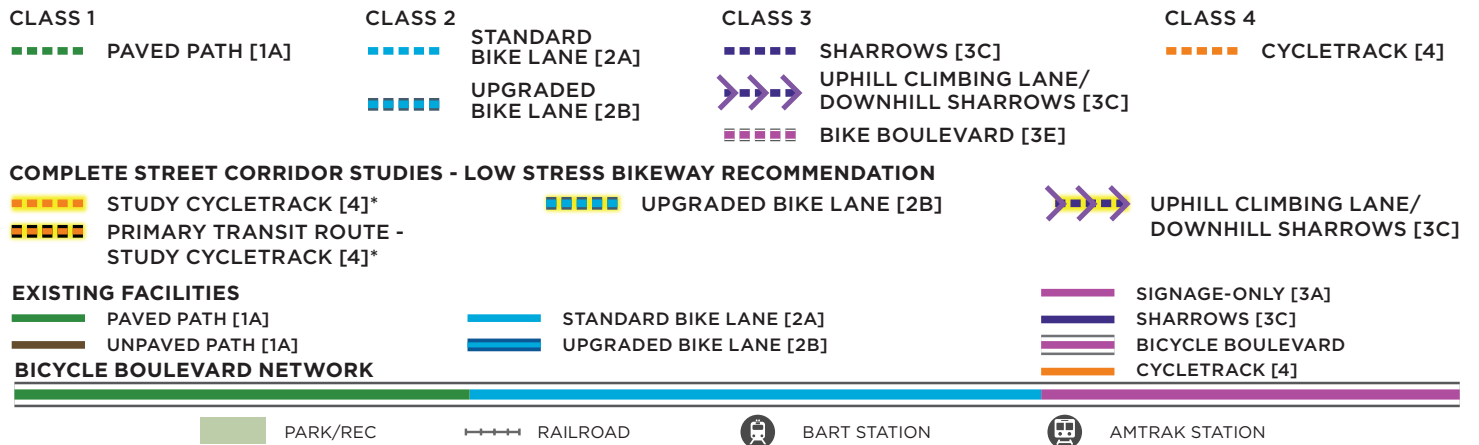 CLASS 1
PAVED PATH [1A]
CLASS 2
STANDARD
BIKE LANE [2A]
UPGRADED
BIKE LANE [2B]
CLASS 3
SHARROWS [3C]
UPHILL CLIMBING LANE/
DOWNHILL SHARROWS [3C]
BIKE BOULEVARD [3E]
CLASS 4
CYCLETRACK [4]
COMPLETE STREET CORRIDOR STUDIES - LOW STRESS BIKEWAY RECOMMENDATION
STUDY CYCLETRACK [4]*
PRIMARY TRANSIT ROUTE -
STUDY CYCLETRACK [4]*
UPGRADED BIKE LANE [2B]
UPHILL CLIMBING LANE/
DOWNHILL SHARROWS [3C]
EXISTING FACILITIES
PAVED PATH [1A]
UNPAVED PATH [1A]
STANDARD BIKE LANE [2A]
UPGRADED BIKE LANE [2B]
SIGNAGE-ONLY [3A]
SHARROWS [3C]
BICYCLE BOULEVARD
CYCLETRACK [4]
BICYCLE BOULEVARD NETWORK
PARK/REC
RAILROAD
BART STATION
AMTRAK STATION